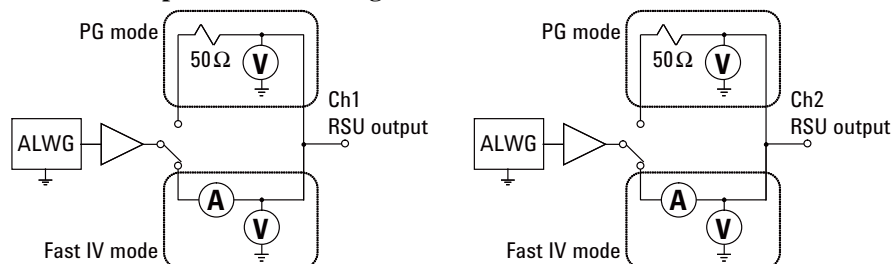 PG mode
50Ω
V
Ch1
RSU output
ALWG
A
V
Fast IV mode
PG mode
50Ω
V
Ch2
RSU output
ALWG
A
V
Fast IV mode